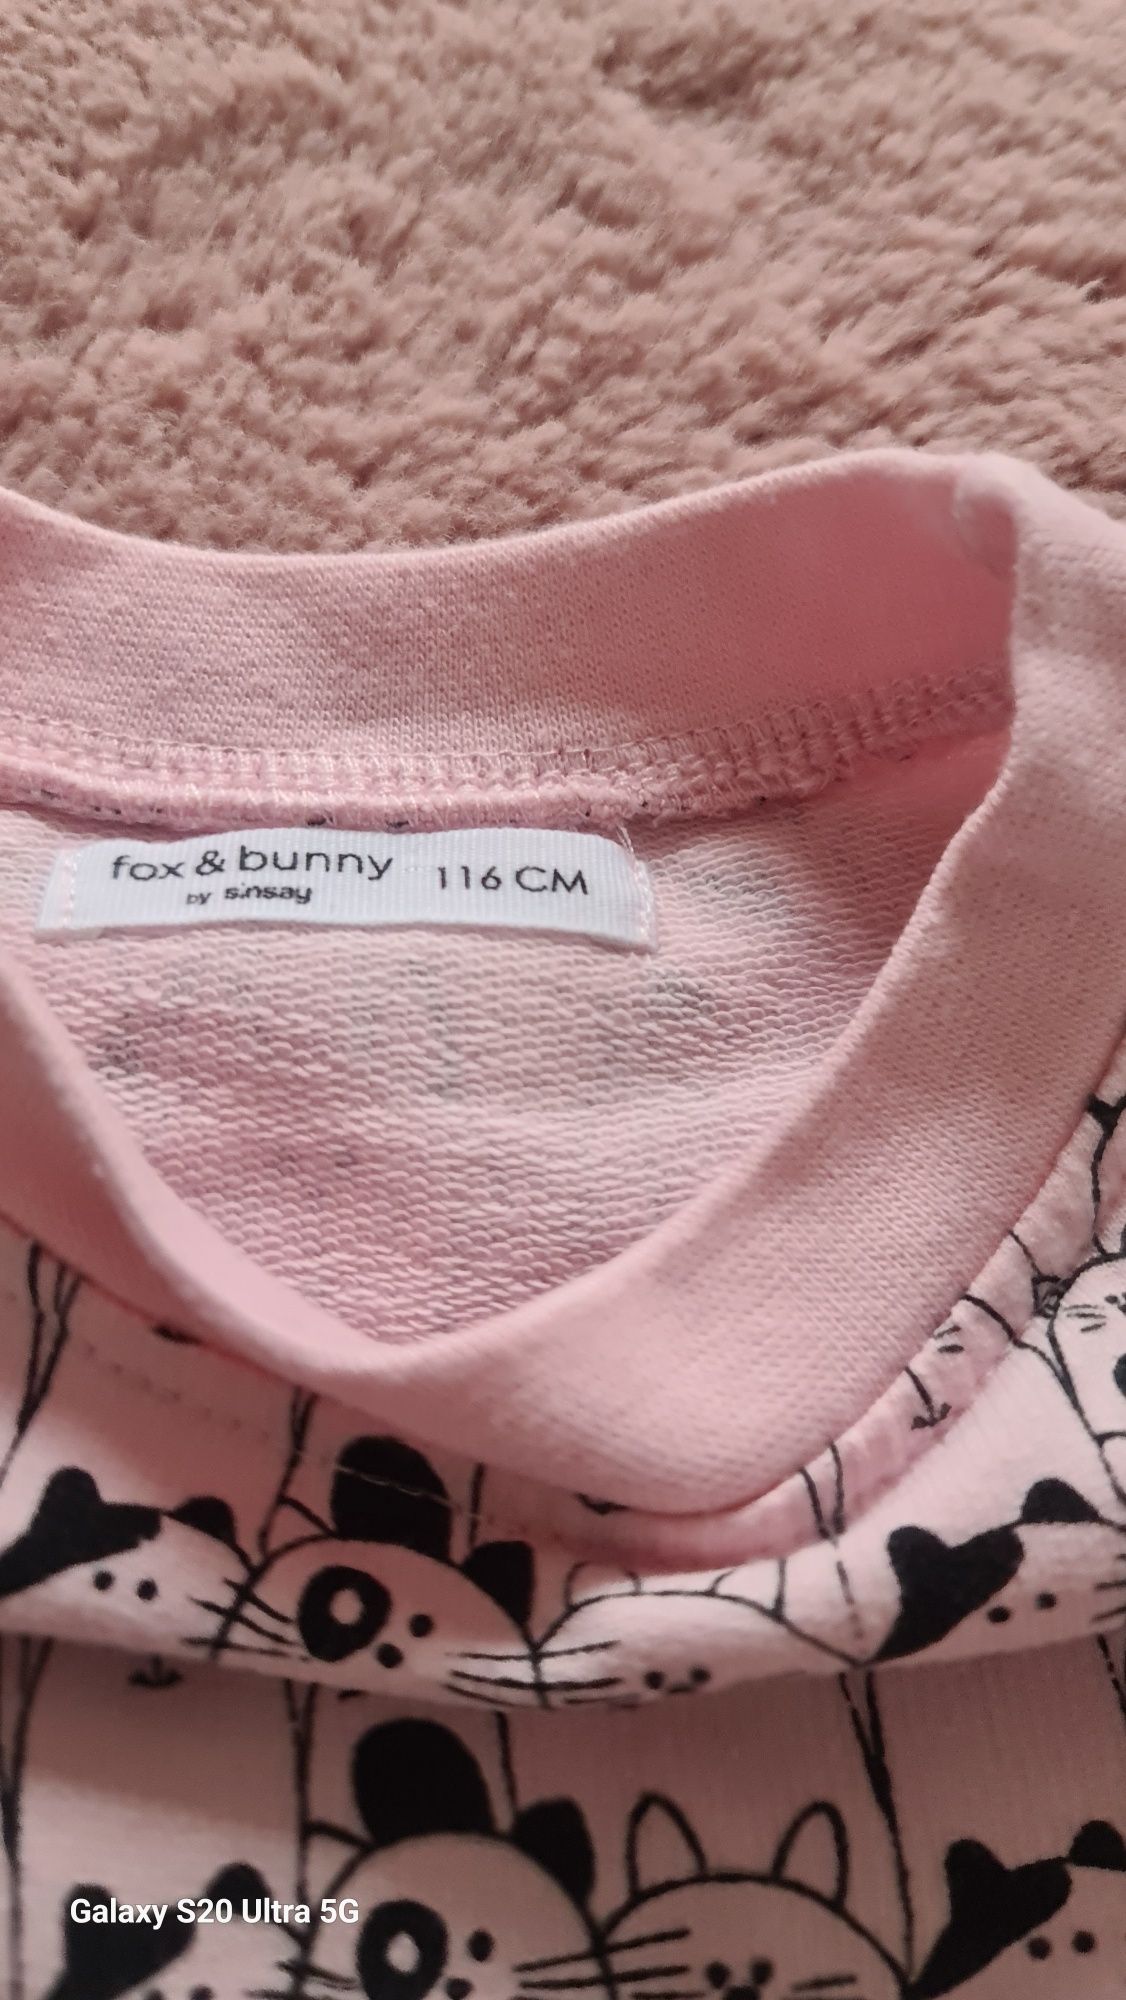 fox & bunny 116 CM
by sinsay
Galaxy S20 Ultra 5G